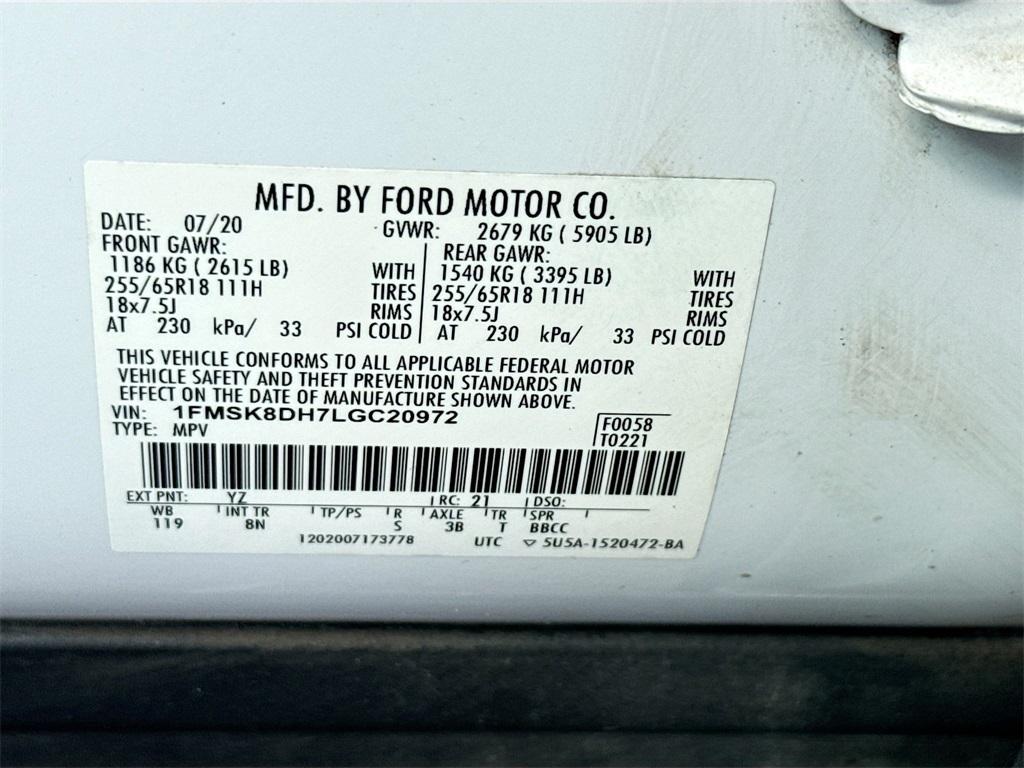 MFD. BY FORD MOTOR CO.
DATE: 07/20 GVWR: 2679 KG ( 5905 LB)
FRONT GAWR: REAR GAWR:
1186 KG ( 2615 LB) WITH 1540 KG ( 3395 LB) WITH
255/65R18 111H TIRES 255/65R18 111H TIRES
18x7.5J RIMS 18x7.5J RIMS
AT 230 kPa/ 33 PSI COLD AT 230 kPa/ 33 PSI COLD
THIS VEHICLE CONFORMS TO ALL APPLICABLE FEDERAL MOTOR
VEHICLE SAFETY AND THEFT PREVENTION STANDARDS IN
EFFECT ON THE DATE OF MANUFACTURE SHOWN ABOVE.
VIN: 1FMSK8DH7LGC20972 F0058
TYPE: MPV T0221
EXT PNT: YZ RC: 21 DSO:
WB INT TR TP/PS R AXLE TR SPR
119 8N S 3B T BBCC
1202007173778 UTC ▽ 5U5A-1520472-BA